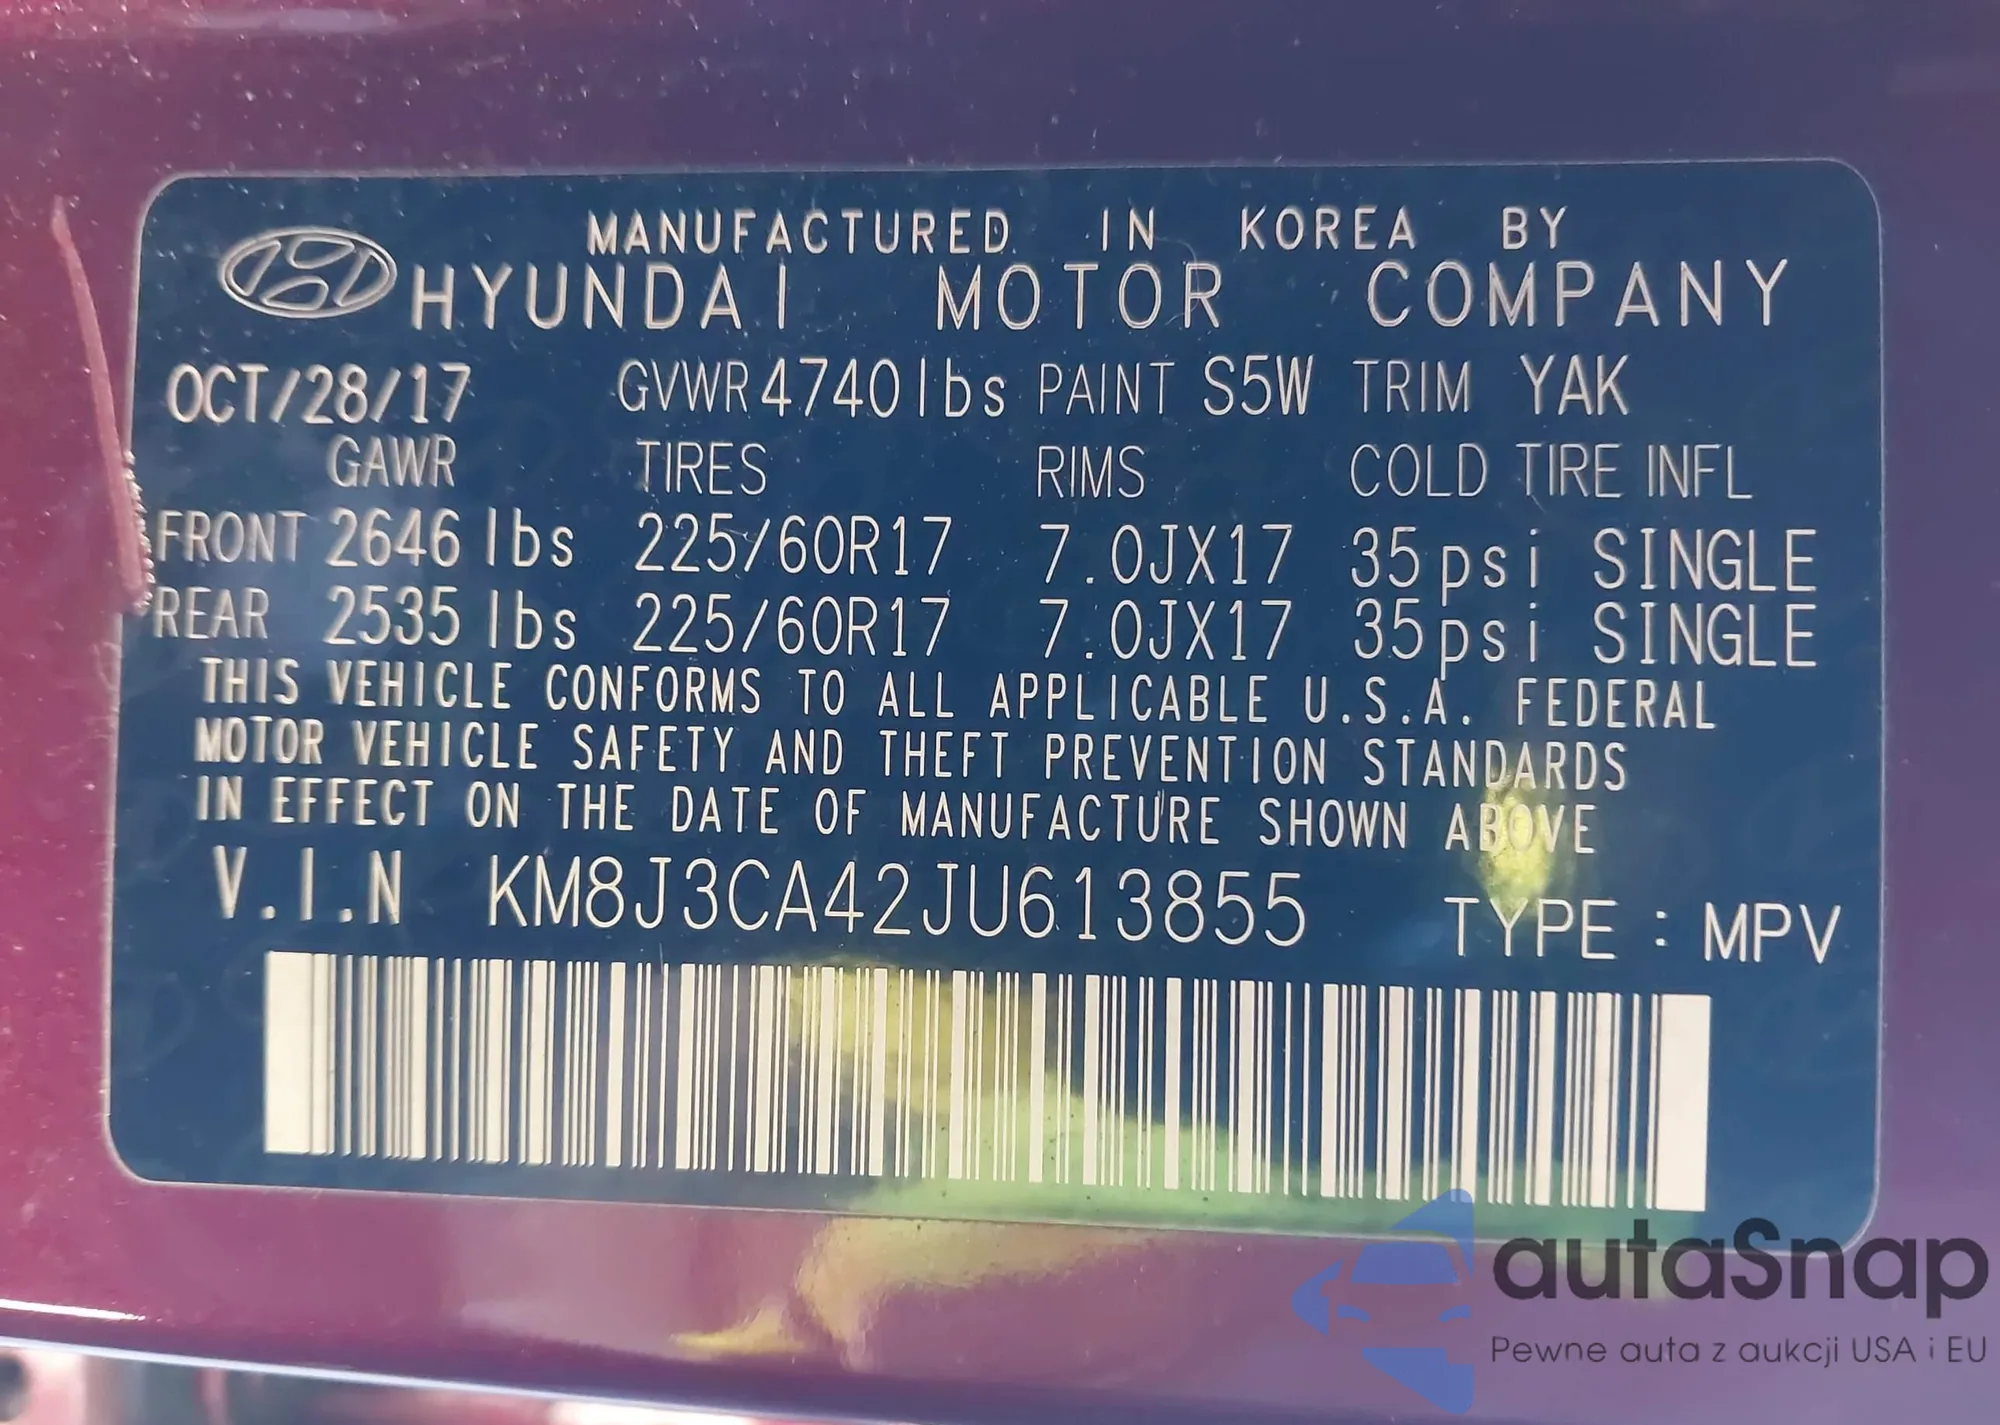 MANUFACTURED IN KOREA BY
HYUNDAI MOTOR COMPANY
OCT/28/17 GVWR 4740lbs PAINT S5W TRIM YAK
GAWR TIRES RIMS COLD TIRE INFL
FRONT 2646 lbs 225/60R17 7.0JX17 35psi SINGLE
REAR 2535 lbs 225/60R17 7.0JX17 35psi SINGLE
THIS VEHICLE CONFORMS TO ALL APPLICABLE U.S.A. FEDERAL
MOTOR VEHICLE SAFETY AND THEFT PREVENTION STANDARDS
IN EFFECT ON THE DATE OF MANUFACTURE SHOWN ABOVE
V.I.N KM8J3CA42JU613855 TYPE : MPV
autaSnap
Pewne auta z aukcji USA i EU